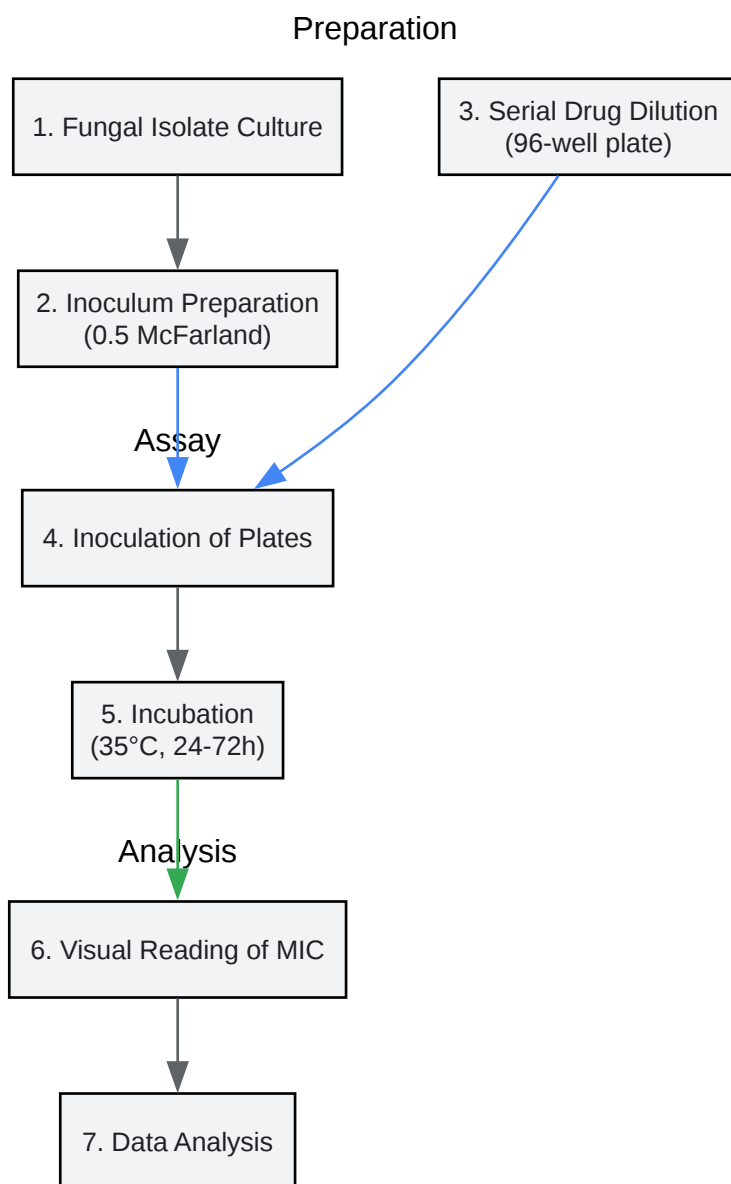 Preparation
1. Fungal Isolate Culture
3. Serial Drug Dilution
(96-well plate)
2. Inoculum Preparation
(0.5 McFarland)
Assay
4. Inoculation of Plates
5. Incubation
(35°C, 24-72h)
Analysis
6. Visual Reading of MIC
7. Data Analysis